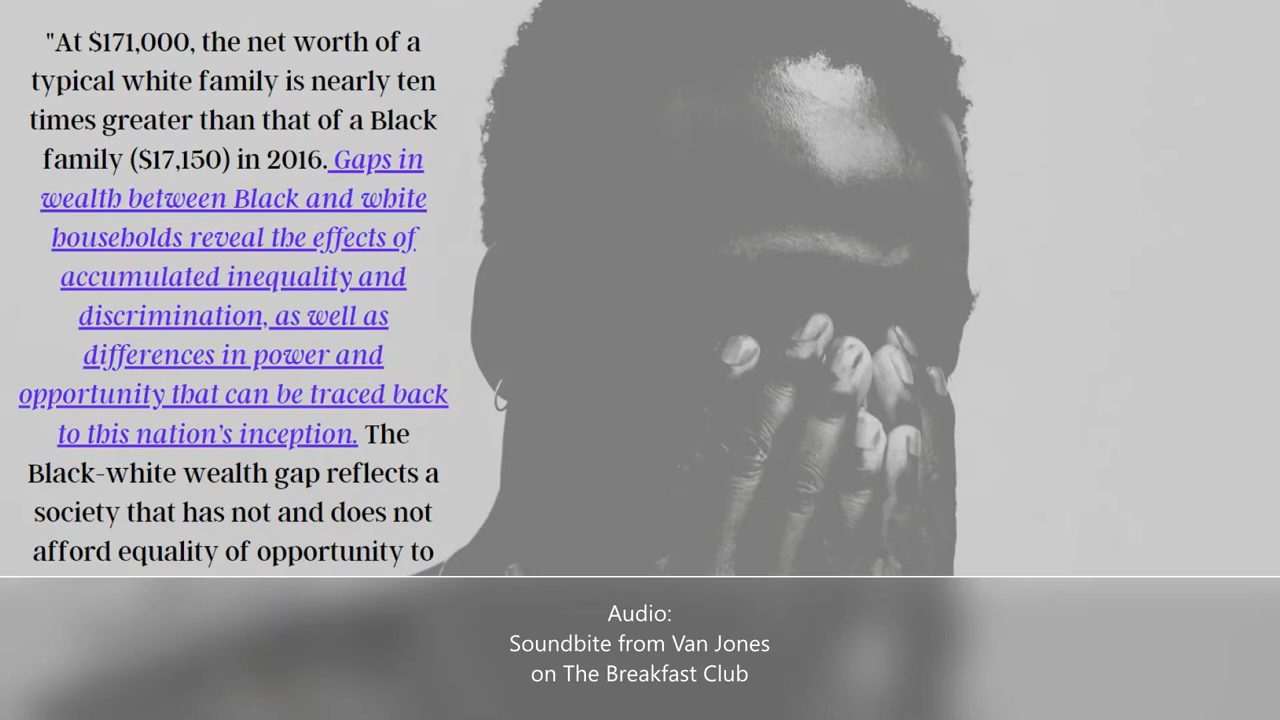 "At $171,000, the net worth of a
typical white family is nearly ten
times greater than that of a Black
family ($17,150) in 2016. Gaps in
wealth between Black and white
households reveal the effects of
accumulated inequality and
discrimination, as well as
differences in power and
opportunity that can be traced back
to this nation’s inception. The
Black-white wealth gap reflects a
society that has not and does not
afford equality of opportunity to
Audio:
Soundbite from Van Jones
on The Breakfast Club